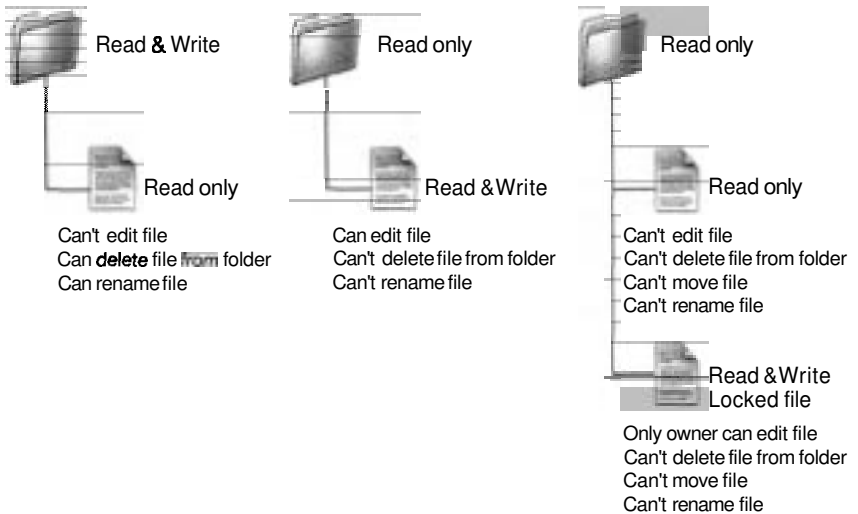 Read & Write
Read only
Can't edit file
Can delete file from folder
Can rename file
Read only
Read & Write
Can edit file
Can't delete file from folder
Can't rename file
Read only
Read only
Can't edit file
Can't delete file from folder
Can't move file
Can't rename file
Read & Write
Locked file
Only owner can edit file
Can't delete file from folder
Can't move file
Can't rename file